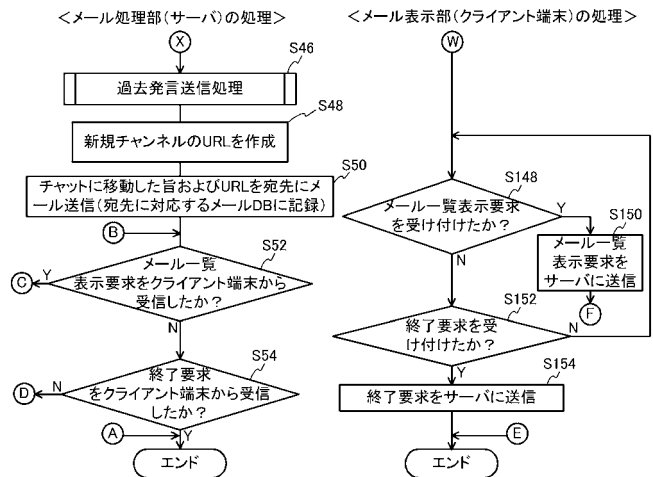 ＜メール処理部(サーバ)の処理＞
X
S46
過去発言送信処理
S48
新規チャンネルのURLを作成
S50
チャットに移動した旨およびURLを宛先にメ
ール送信(宛先に対応するメールDBに記録)
B
S52
メール一覧
表示要求をクライアント端末から
受信したか？
Y
C
N
S54
終了要求
をクライアント端末から受信
したか？
N
D
Y
A
エンド
＜メール表示部(クライアント端末)の処理＞
W
S148
メール一覧表示要求
を受け付けたか？
Y
S150
メール一覧
表示要求を
サーバに送信
F
N
S152
終了要求を受
け付けたか？
N
Y
S154
終了要求をサーバに送信
E
エンド